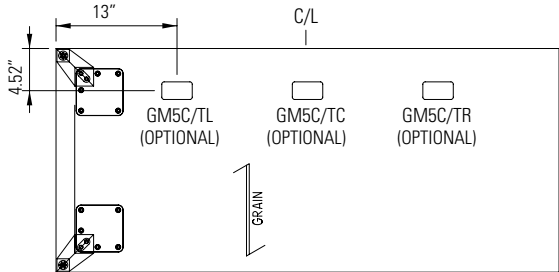 13"
C/L
4.52"
GM5C/TL
(OPTIONAL)
GM5C/TC
(OPTIONAL)
GM5C/TR
(OPTIONAL)
GRAIN